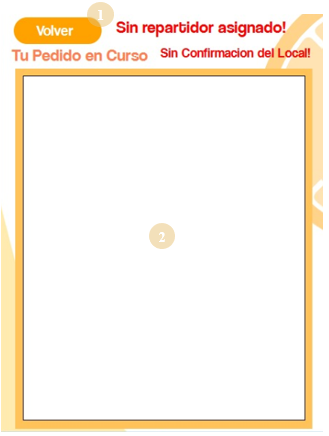 1
Volver
Sin repartidor asignado!
Tu Pedido en Curso
Sin Confirmacion del Local!
2